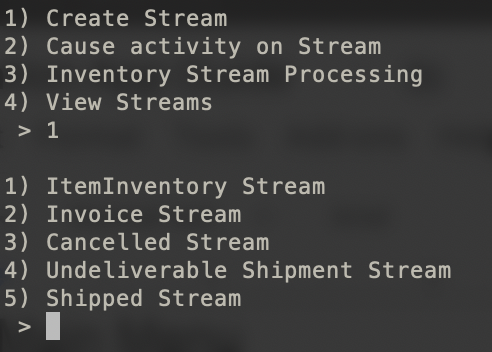 1) Create Stream
2) Cause activity on Stream
3) Inventory Stream Processing
4) View Streams
> 1
1) ItemInventory Stream
2) Invoice Stream
3) Cancelled Stream
4) Undeliverable Shipment Stream
5) Shipped Stream
>